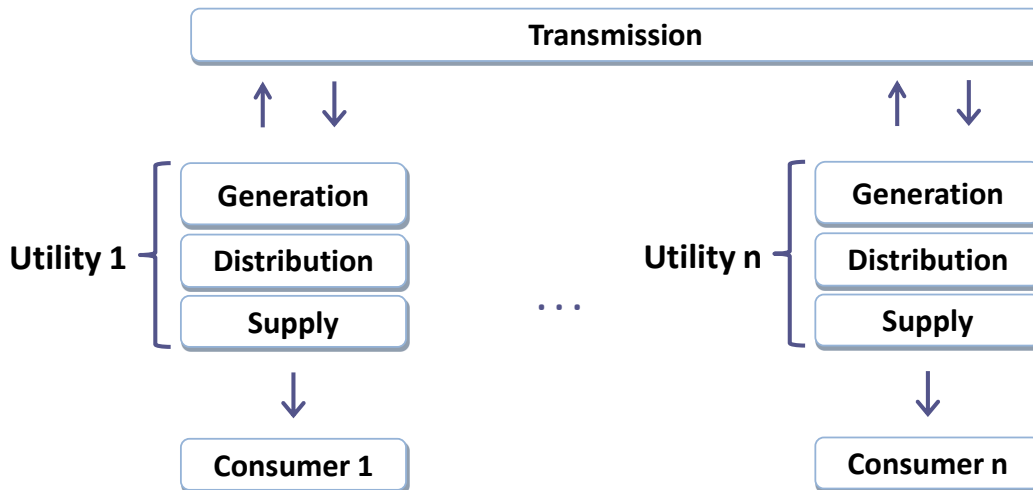 Transmission
Generation
Generation
Utility 1
Distribution
Utility n
Distribution
Supply
. . .
Supply
Consumer 1
Consumer n